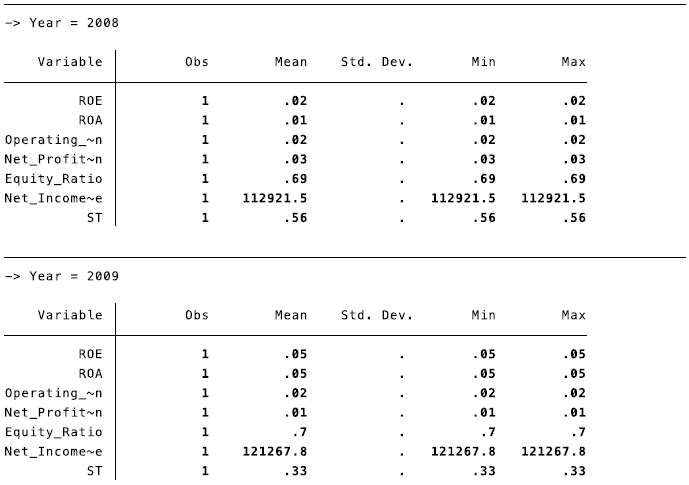 -> Year = 2008
Variable Obs Mean Std. Dev. Min Max
ROE 1 .02 . .02 .02
ROA 1 .01 . .01 .01
Operating_~n 1 .02 . .02 .02
Net_Profit~n 1 .03 . .03 .03
Equity_Ratio 1 .69 . .69 .69
Net_Income~e 1 112921.5 . 112921.5 112921.5
ST 1 .56 . .56 .56
-> Year = 2009
Variable Obs Mean Std. Dev. Min Max
ROE 1 .05 . .05 .05
ROA 1 .05 . .05 .05
Operating_~n 1 .02 . .02 .02
Net_Profit~n 1 .01 . .01 .01
Equity_Ratio 1 .7 . .7 .7
Net_Income~e 1 121267.8 . 121267.8 121267.8
ST 1 .33 . .33 .33